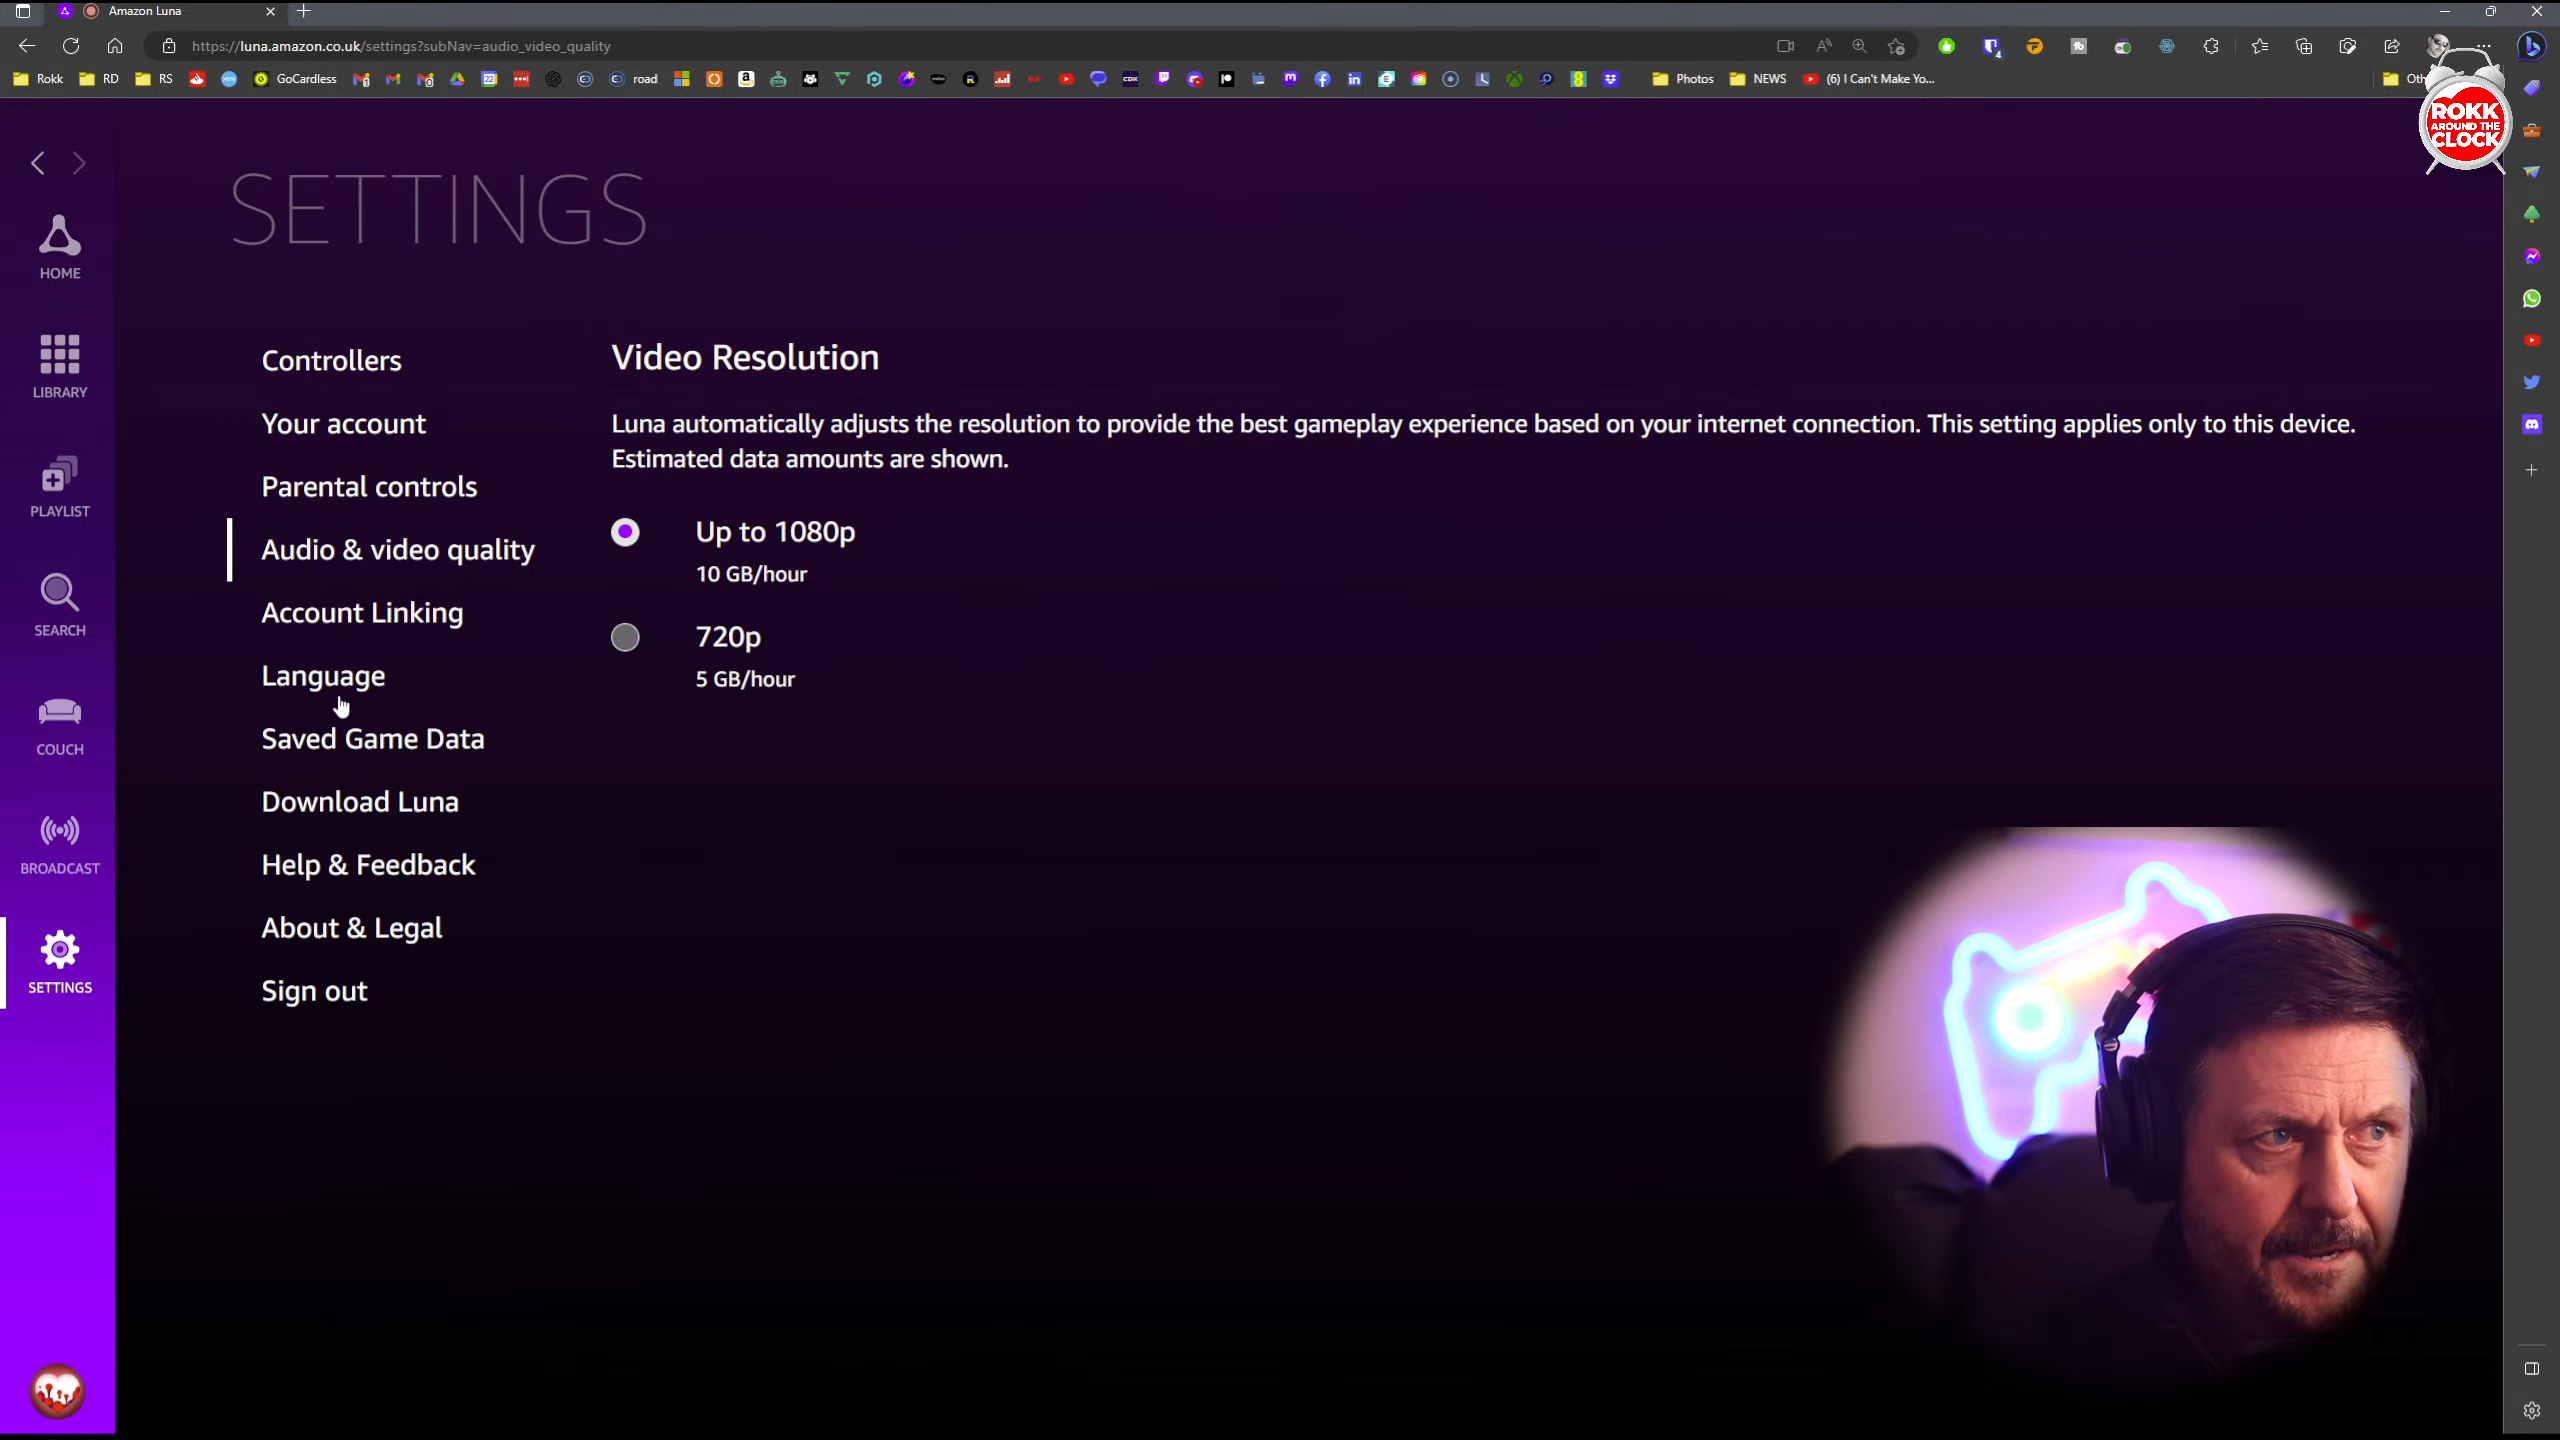 Amazon Luna
https://luna.amazon.co.uk/settings?subNav=audio_video_quality
Rokk
RD
RS
GoCardless
road
Photos
NEWS
(6) I Can't Make Yo...
ROKK
AROUND THE
CLOCK
SETTINGS
HOME
LIBRARY
PLAYLIST
SEARCH
COUCH
BROADCAST
SETTINGS
Controllers
Your account
Parental controls
Audio & video quality
Account Linking
Language
Saved Game Data
Download Luna
Help & Feedback
About & Legal
Sign out
Video Resolution
Luna automatically adjusts the resolution to provide the best gameplay experience based on your internet connection. This setting applies only to this device.
Estimated data amounts are shown.
Up to 1080p
10 GB/hour
720p
5 GB/hour